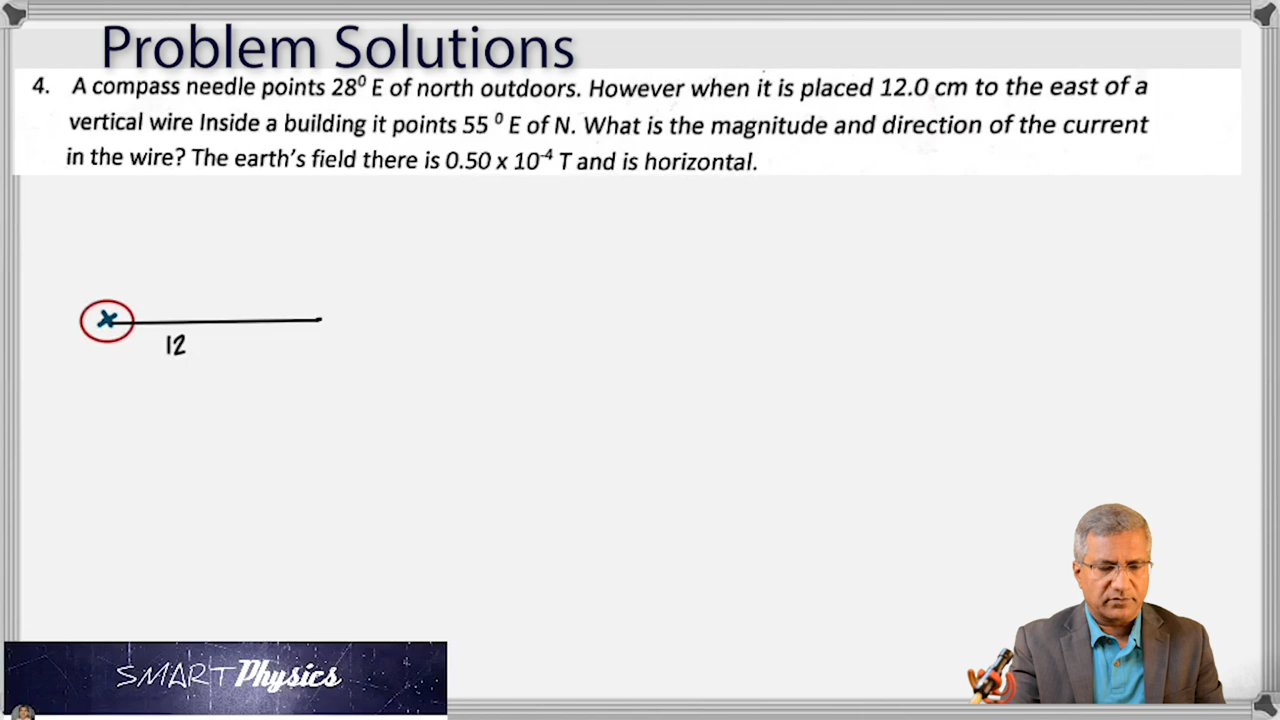 Problem Solutions
4. A compass needle points 28⁰ E of north outdoors. However when it is placed 12.0 cm to the east of a
vertical wire Inside a building it points 55 ⁰ E of N. What is the magnitude and direction of the current
in the wire? The earth's field there is 0.50 x 10⁻⁴ T and is horizontal.
x
12
SMART Physics